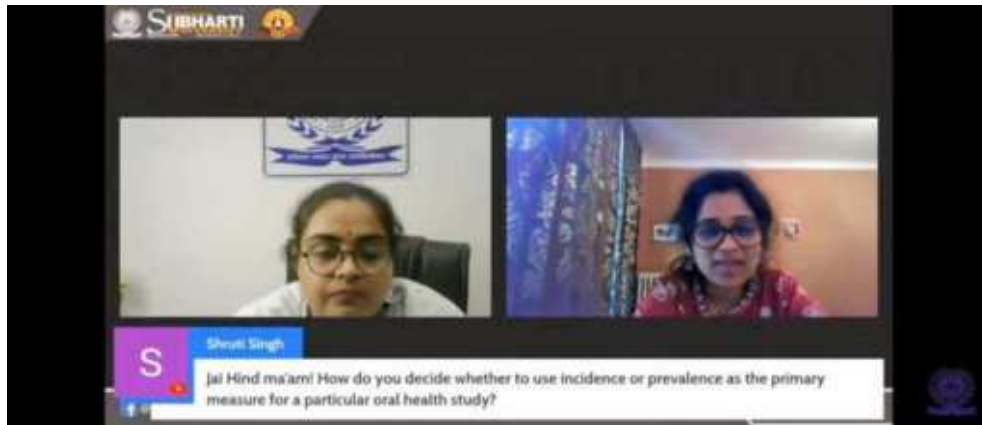 SUBHARTI
S
Shruti Singh
Jai Hind ma'am! How do you decide whether to use incidence or prevalence as the primary
measure for a particular oral health study?